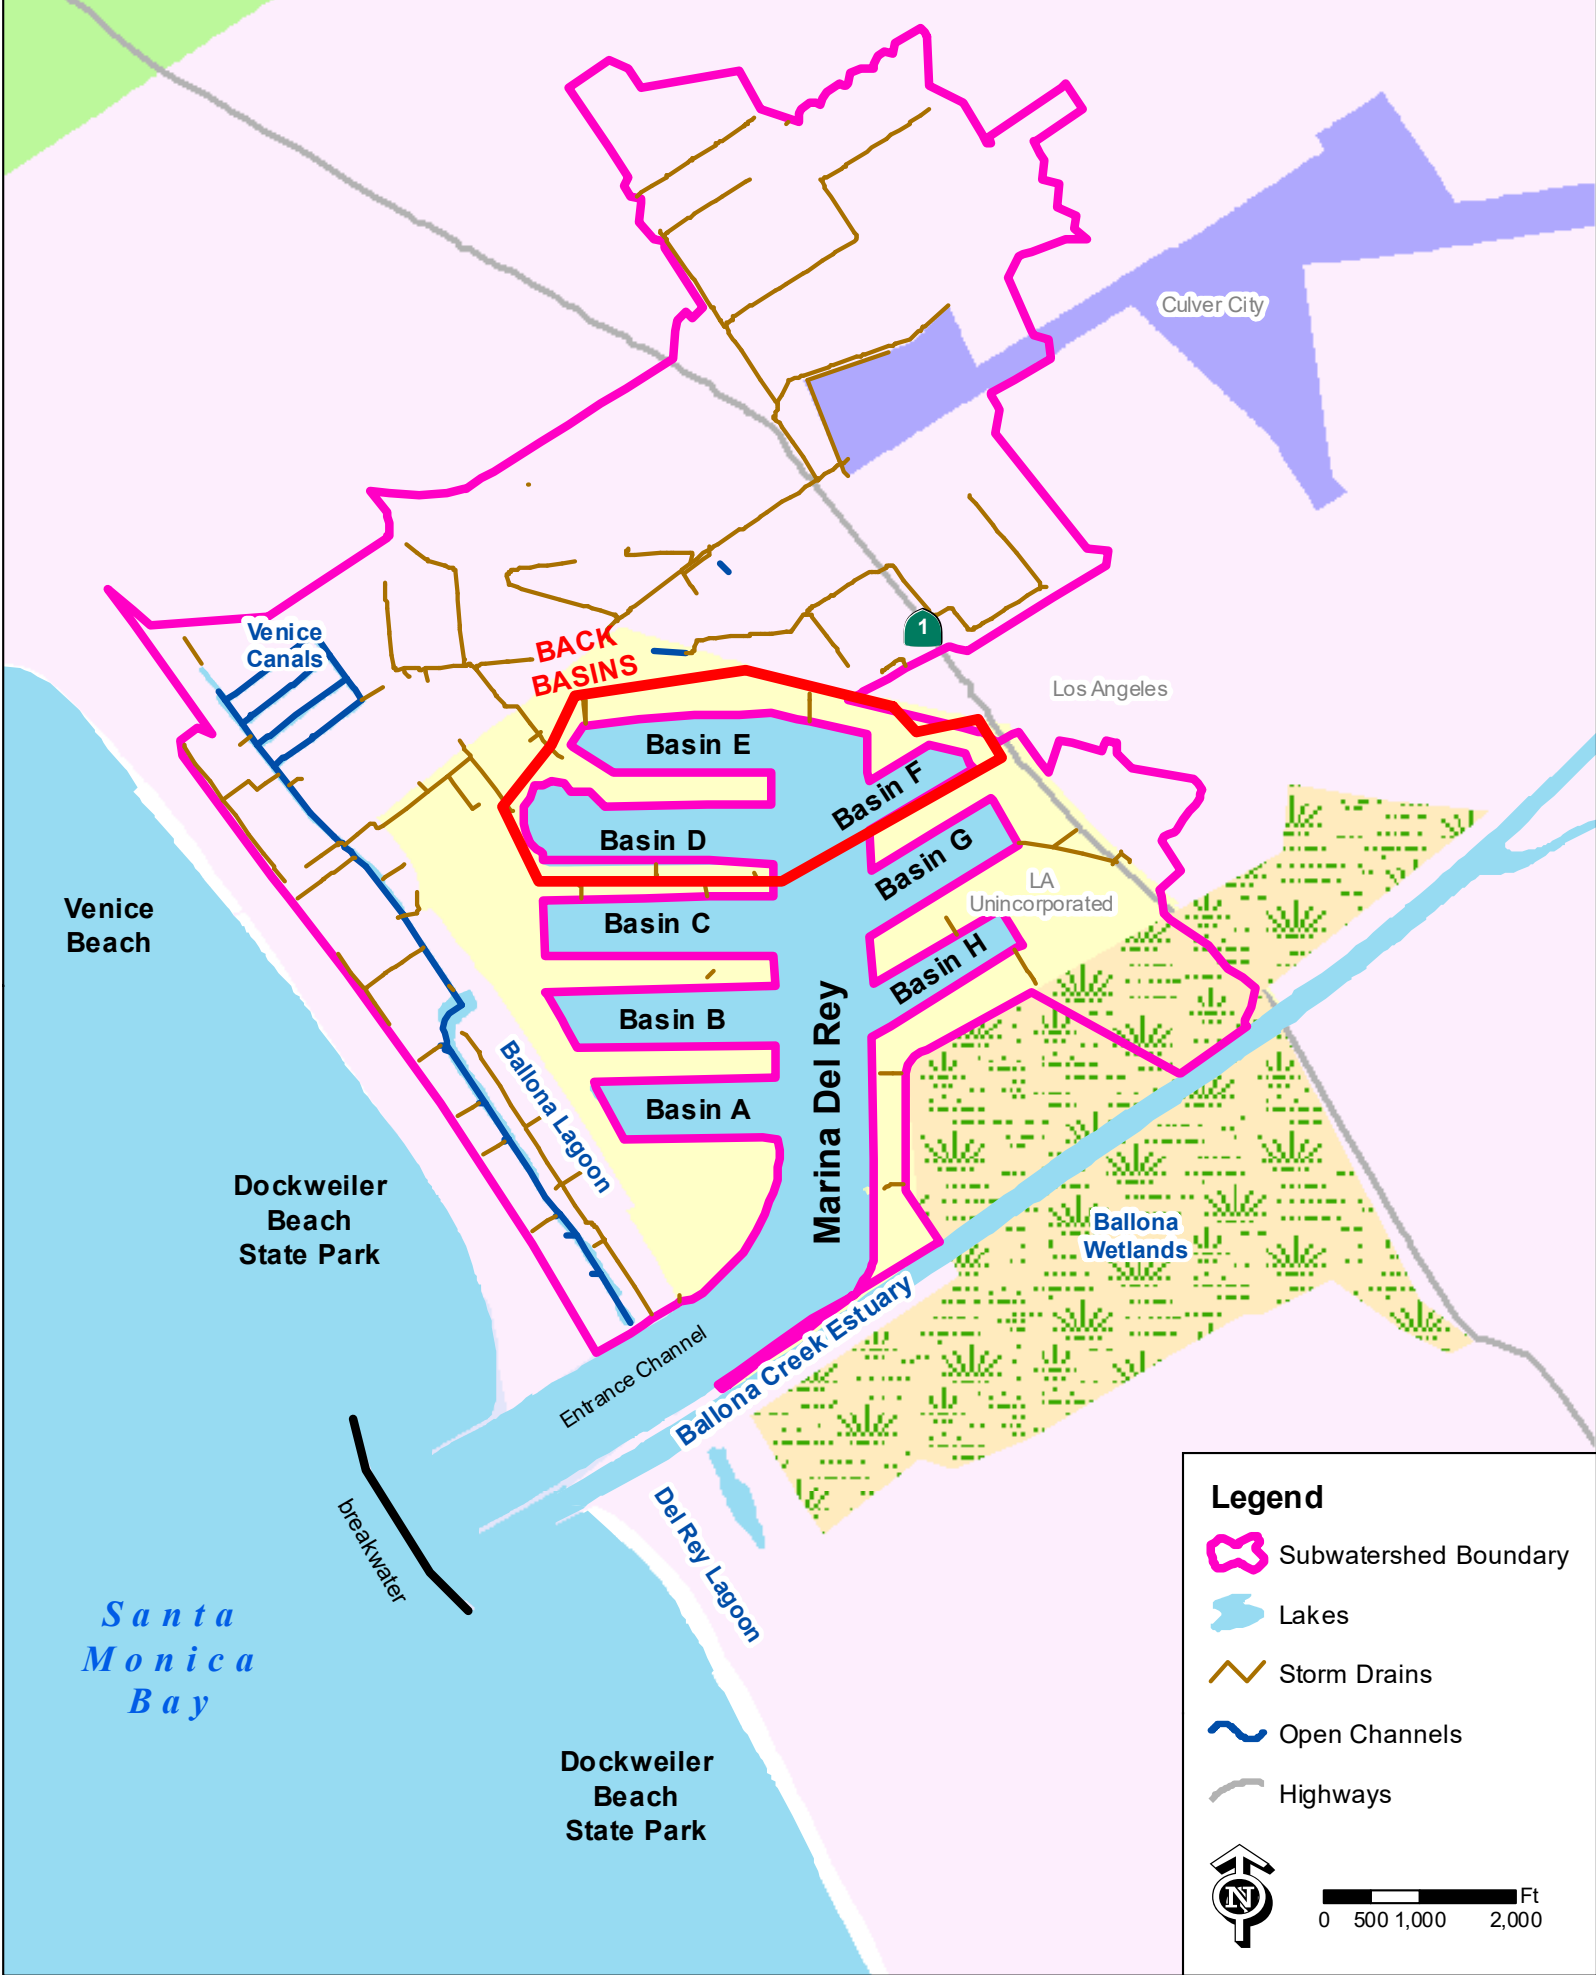 Culver City
1
BACK
BASINS
Venice
Canals
Los Angeles
Basin E
Basin F
Basin D
Basin G
LA
Unincorporated
Venice
Beach
Basin C
Basin H
Basin B
Marina Del Rey
Ballona Lagoon
Basin A
Dockweiler
Beach
State Park
Ballona
Wetlands
Entrance Channel
Ballona Creek Estuary
breakwater
Del Rey Lagoon
Santa
Monica
Bay
Dockweiler
Beach
State Park
Legend
Subwatershed Boundary
Lakes
Storm Drains
Open Channels
Highways
N
Ft
0 500 1,000 2,000